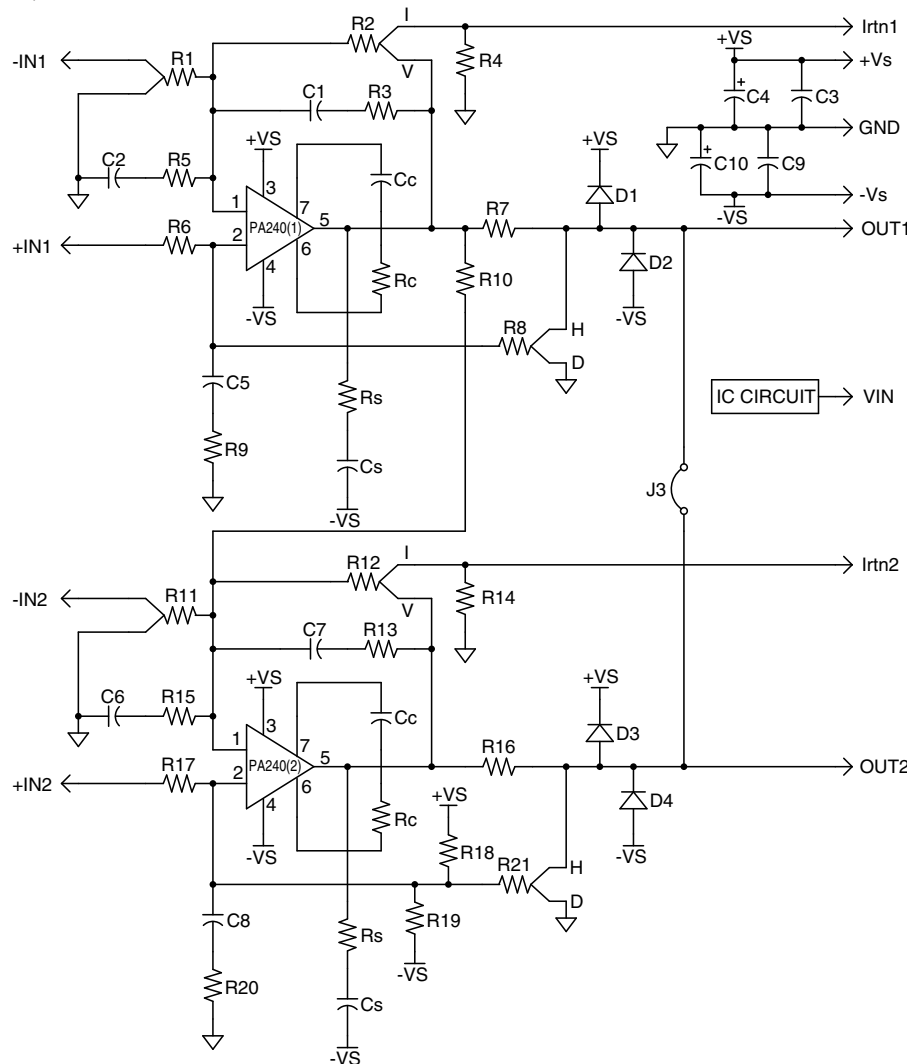 I
R2
Irtn1
-IN1
R1
R4
+VS
+Vs
V
C1
R3
C4
C3
+
GND
+VS
C2
R5
Cc
+VS
+
C10
C9
3
7
D1
-Vs
-VS
1
PA240(1)
5
R7
OUT1
R6
2
6
+IN1
4
Rc
R10
D2
-VS
R8
H
-VS
D
C5
Rs
IC CIRCUIT
VIN
R9
Cs
J3
-VS
I
R12
Irtn2
-IN2
R11
R14
V
C7
R13
+VS
C6
R15
Cc
+VS
3
7
D3
1
PA240(2)
5
R16
OUT2
R17
2
6
+IN2
4
Rc
+VS
D4
-VS
R18
-VS
R21
H
D
C8
Rs
R19
-VS
R20
Cs
-VS